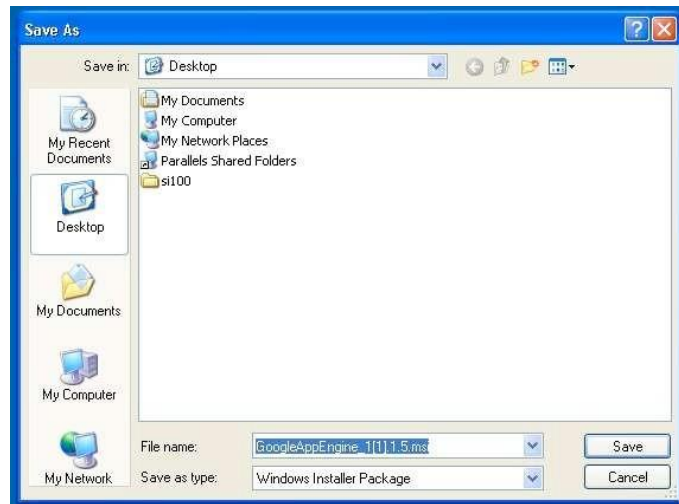 Save As
Save in:
Desktop
My Recent
Documents
Desktop
My Documents
My Computer
My Network
My Documents
My Computer
My Network Places
Parallels Shared Folders
si100
File name:
GoogleAppEngine_1[1].1.5.ms
Save
Save as type:
Windows Installer Package
Cancel